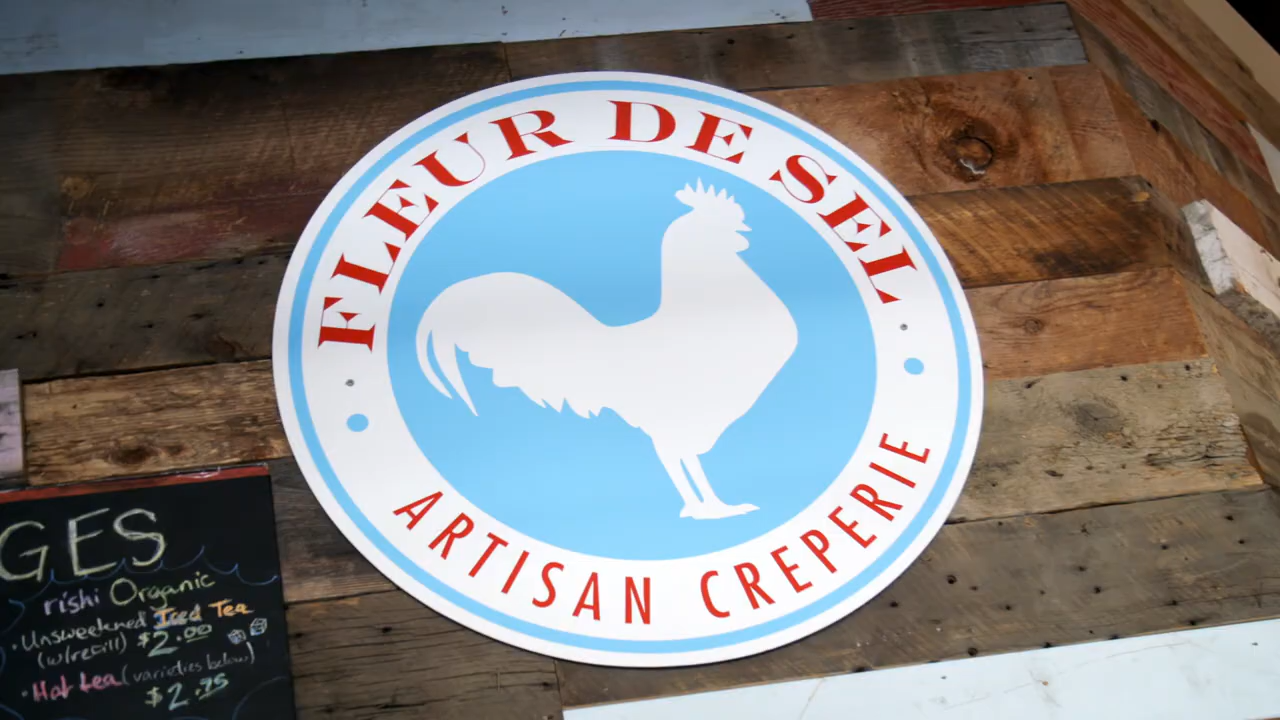 FLEUR DE SEL
ARTISAN CREPERIE
GES
rishi Organic
· Unsweetened Iced Tea
(w/refill) $2.00
· Hot tea (varieties below)
$2.75